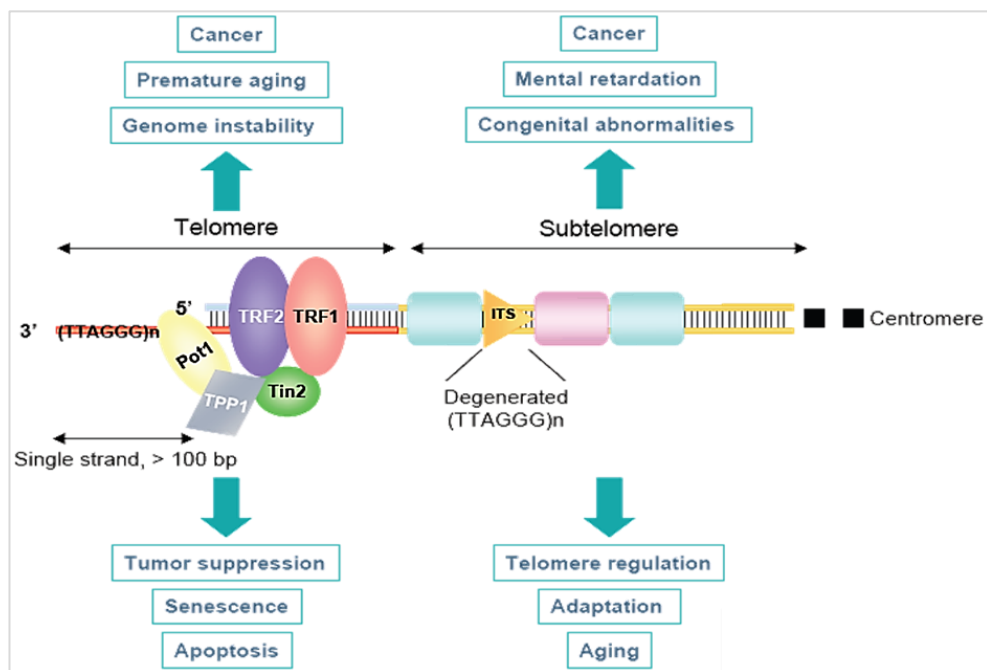 Cancer
Premature aging
Genome instability
Cancer
Mental retardation
Congenital abnormalities
Telomere
Subtelomere
5’
3’
(TTAGGG)n
Pot1
TRF2
TRF1
TPP1
Tin2
ITS
Centromere
Degenerated
(TTAGGG)n
Single strand, > 100 bp
Tumor suppression
Senescence
Apoptosis
Telomere regulation
Adaptation
Aging